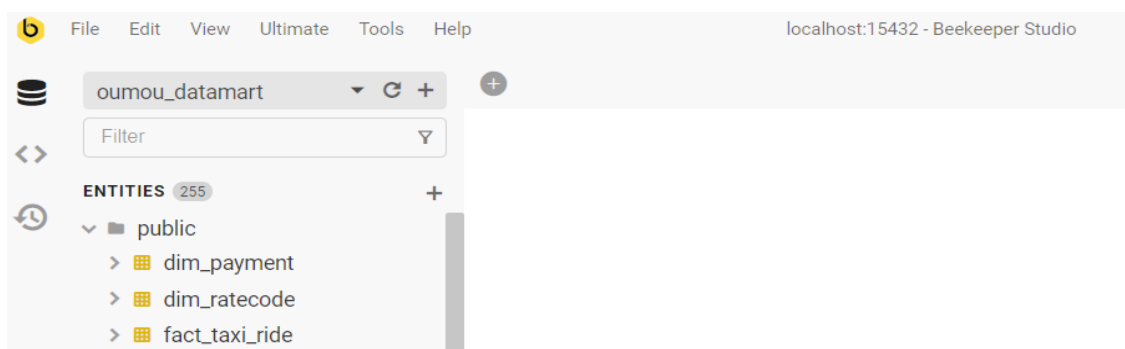 b File Edit View Ultimate Tools Help localhost:15432 - Beekeeper Studio
oumou_datamart
Filter
ENTITIES 255
public
dim_payment
dim_ratecode
fact_taxi_ride